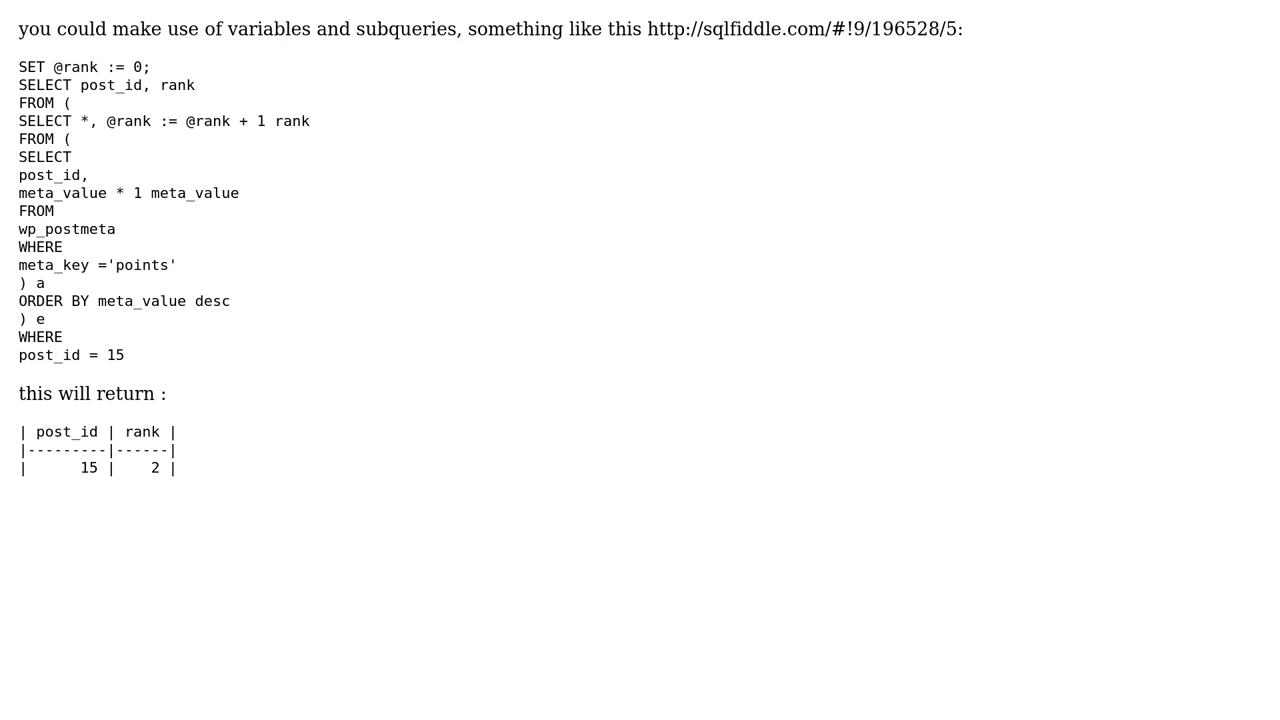 you could make use of variables and subqueries, something like this http://sqlfiddle.com/#!9/196528/5:
SET @rank := 0;
SELECT post_id, rank
FROM (
SELECT *, @rank := @rank + 1 rank
FROM (
SELECT
post_id,
meta_value * 1 meta_value
FROM
wp_postmeta
WHERE
meta_key ='points'
) a
ORDER BY meta_value desc
) e
WHERE
post_id = 15
this will return :
| post_id | rank |
|---------|------|
|      15 |    2 |